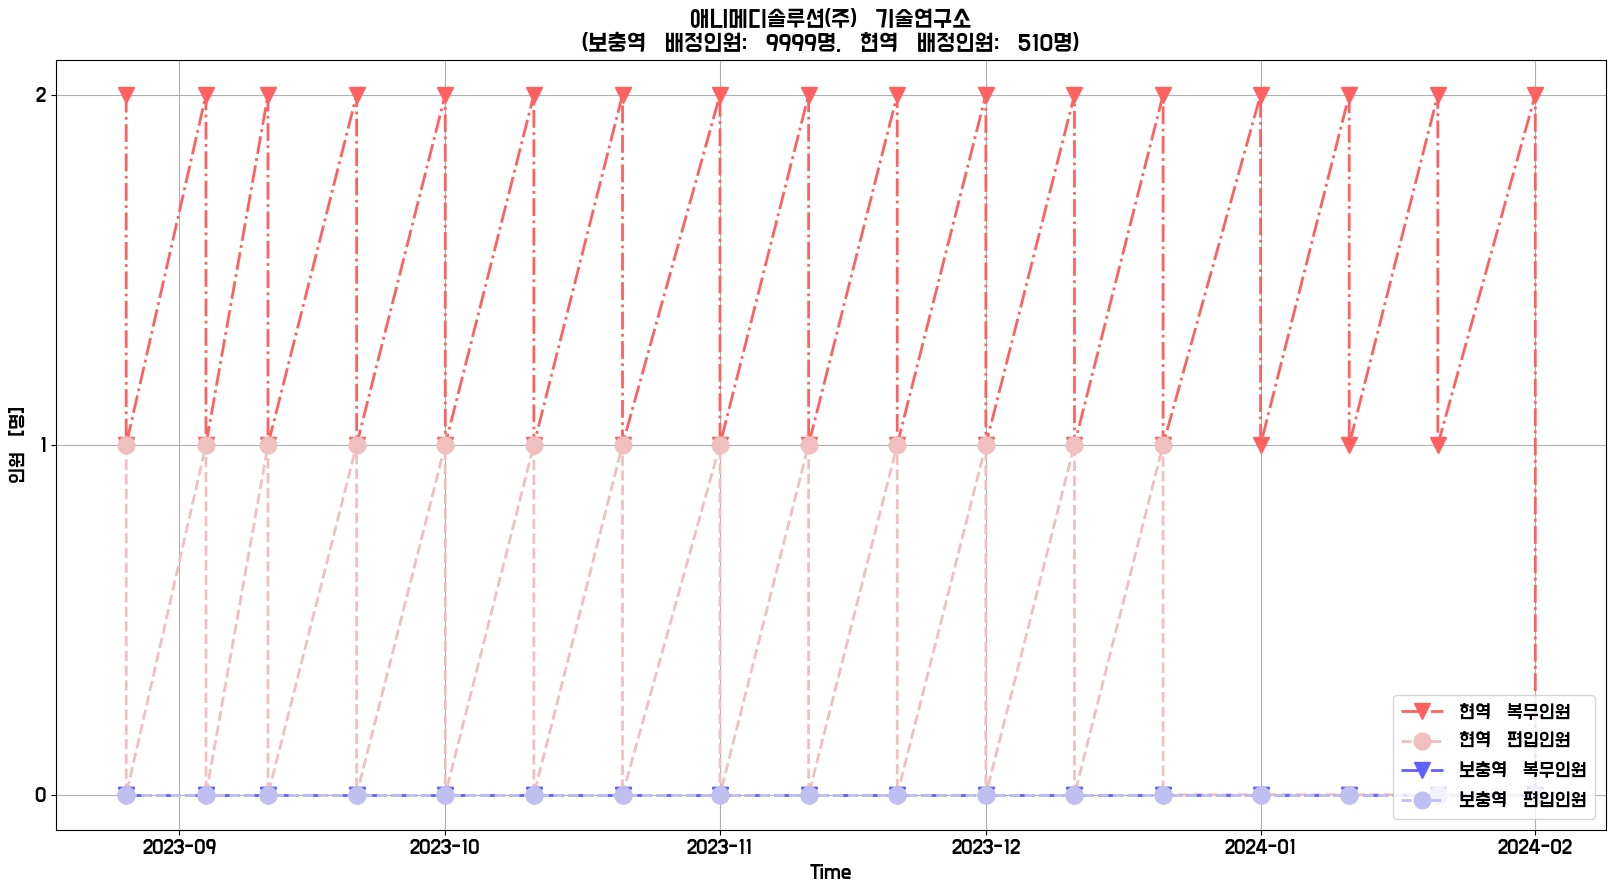 애니메디솔루션(주) 기술연구소
(보충역 배정인원: 9999명, 현역 배정인원: 510명)
2
1
0
인원 [명]
2023-09 2023-10 2023-11 2023-12 2024-01 2024-02
Time
현역 복무인원
현역 편입인원
보충역 복무인원
보충역 편입인원